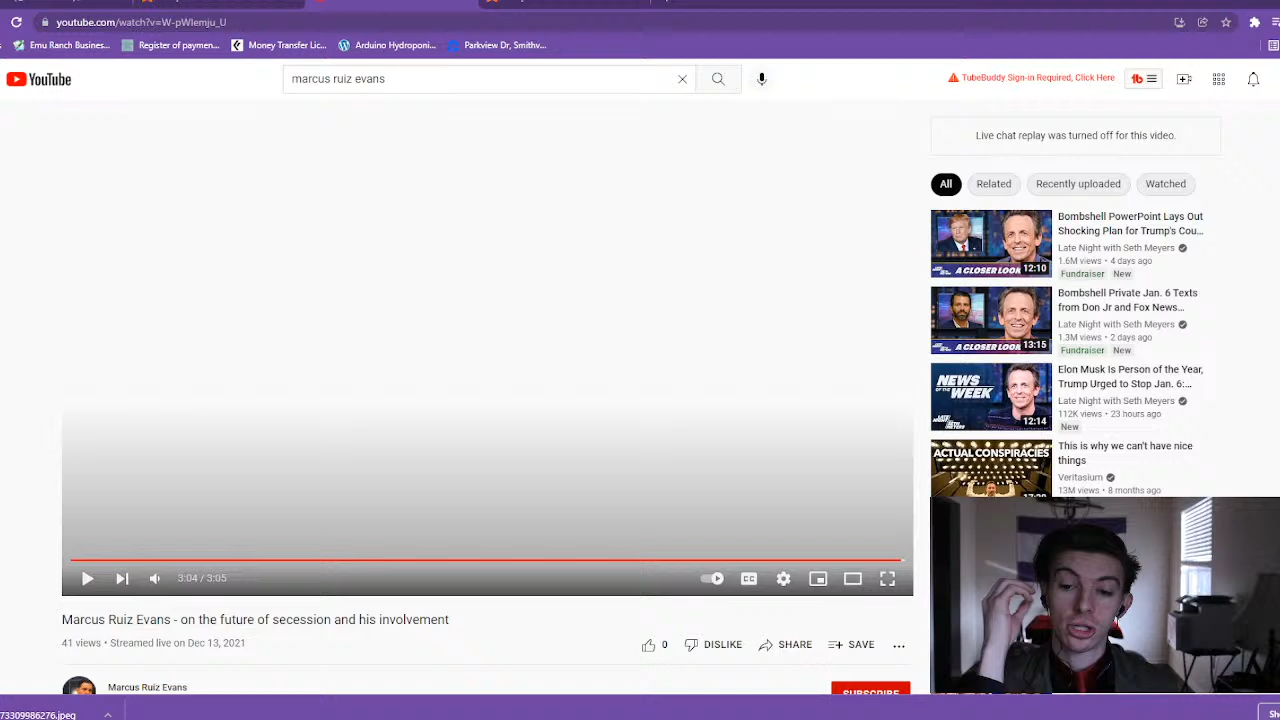 youtube.com/watch?v=W-pWIemju_U
Emu Ranch Busines...
Register of paymen...
Money Transfer Lic...
Arduino Hydroponi...
Parkview Dr, Smithv...
YouTube
marcus ruiz evans
TubeBuddy Sign-in Required, Click Here
tb
Live chat replay was turned off for this video.
All
Related
Recently uploaded
Watched
12:10
A CLOSER LOOK
Bombshell PowerPoint Lays Out
Shocking Plan for Trump's Cou...
Late Night with Seth Meyers
1.6M views • 4 days ago
Fundraiser New
13:15
A CLOSER LOOK
Bombshell Private Jan. 6 Texts
from Don Jr and Fox News...
Late Night with Seth Meyers
1.3M views • 2 days ago
Fundraiser New
NEWS
OF THE
WEEK
12:14
Elon Musk Is Person of the Year,
Trump Urged to Stop Jan. 6:...
Late Night with Seth Meyers
112K views • 23 hours ago
New
ACTUAL CONSPIRACIES
This is why we can't have nice
things
Veritasium
13M views • 8 months ago
3:04 / 3:05
CC
Marcus Ruiz Evans - on the future of secession and his involvement
41 views • Streamed live on Dec 13, 2021
0
DISLIKE
SHARE
SAVE
Marcus Ruiz Evans
SUBSCRIBE
73309986276.jpeg